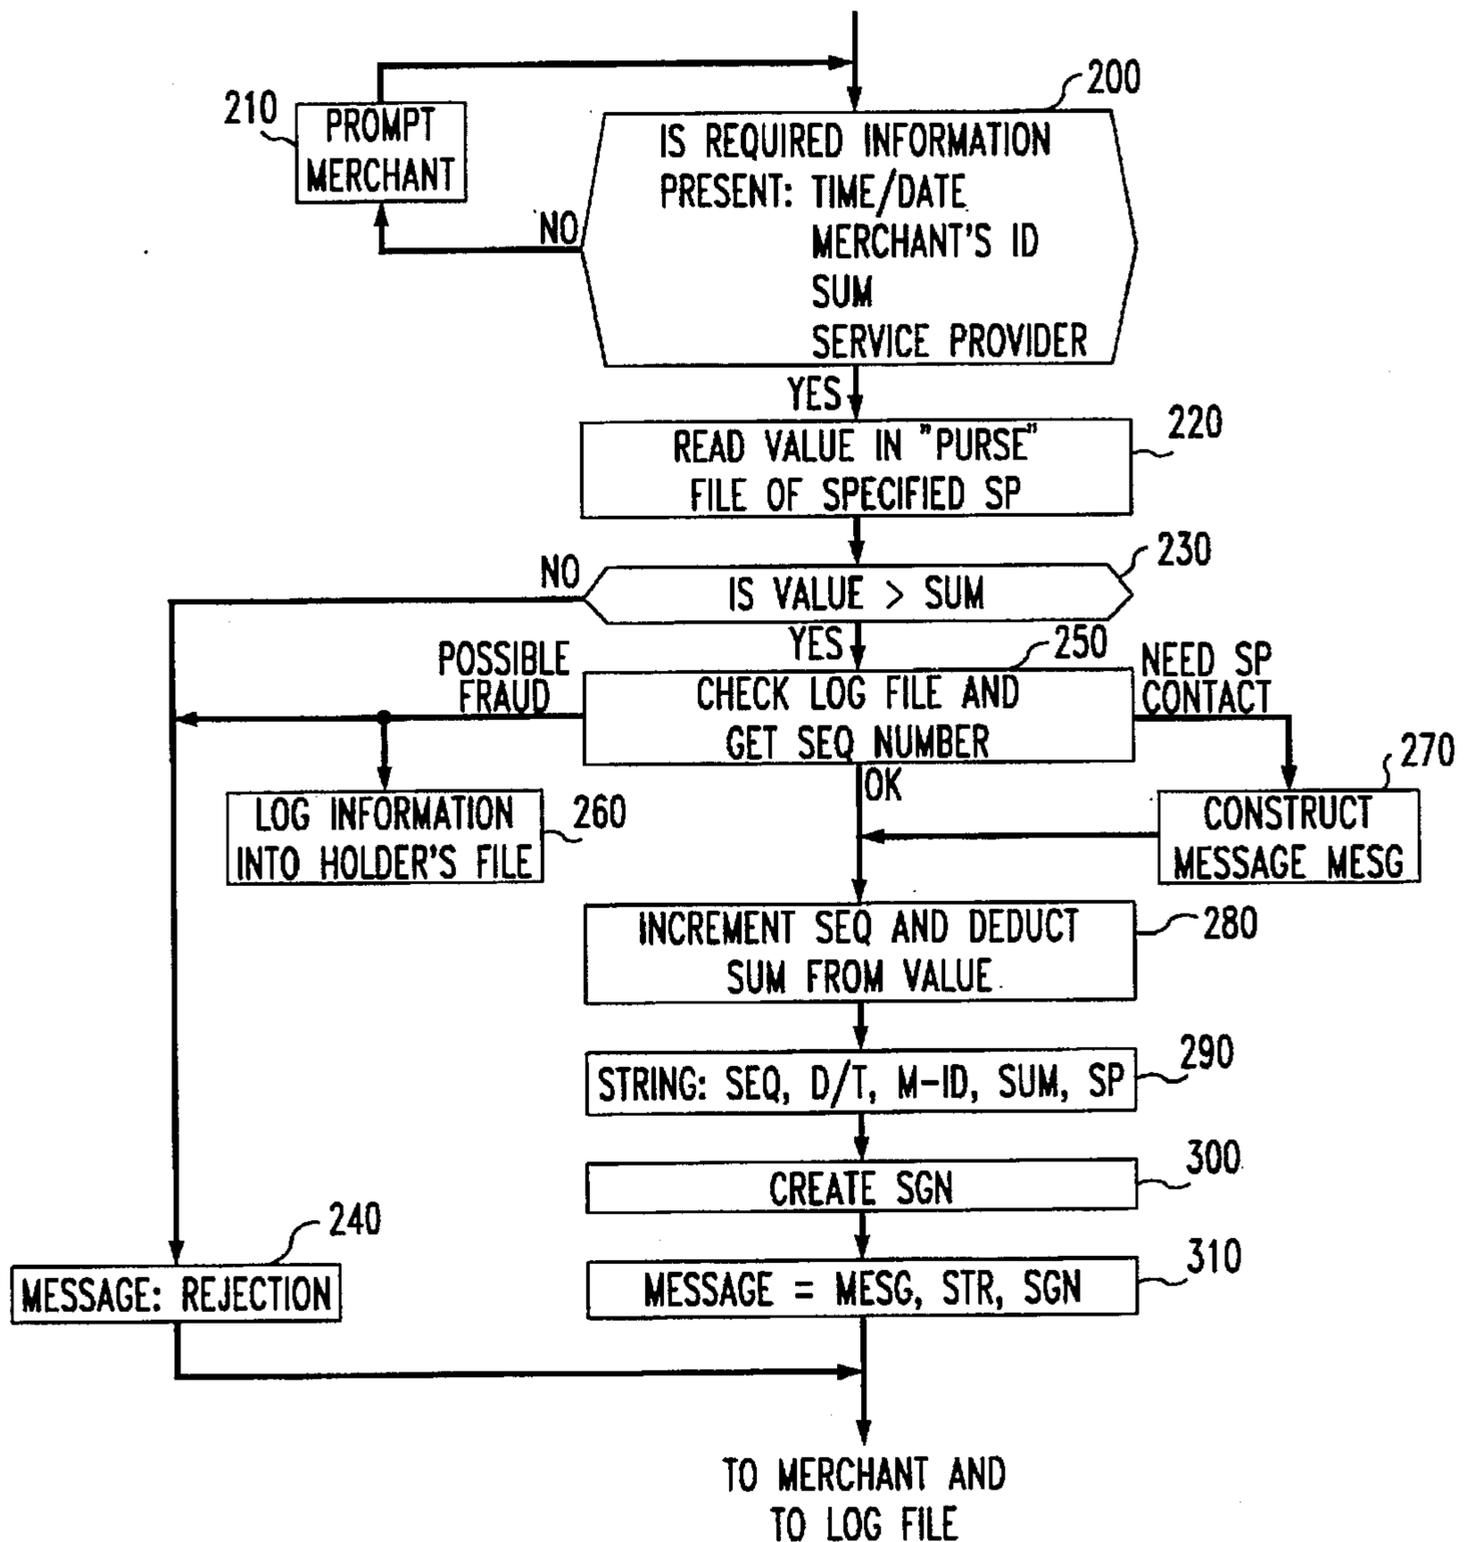 200
210
PROMPT
MERCHANT
IS REQUIRED INFORMATION
PRESENT: TIME/DATE
MERCHANT'S ID
SUM
SERVICE PROVIDER
NO
YES
220
READ VALUE IN "PURSE"
FILE OF SPECIFIED SP
230
NO
IS VALUE > SUM
YES
250
POSSIBLE
FRAUD
CHECK LOG FILE AND
GET SEQ NUMBER
NEED SP
CONTACT
OK
270
LOG INFORMATION
INTO HOLDER'S FILE
260
CONSTRUCT
MESSAGE MESG
INCREMENT SEQ AND DEDUCT
SUM FROM VALUE
280
STRING: SEQ, D/T, M-ID, SUM, SP
290
CREATE SGN
300
240
MESSAGE: REJECTION
MESSAGE = MESG, STR, SGN
310
TO MERCHANT AND
TO LOG FILE